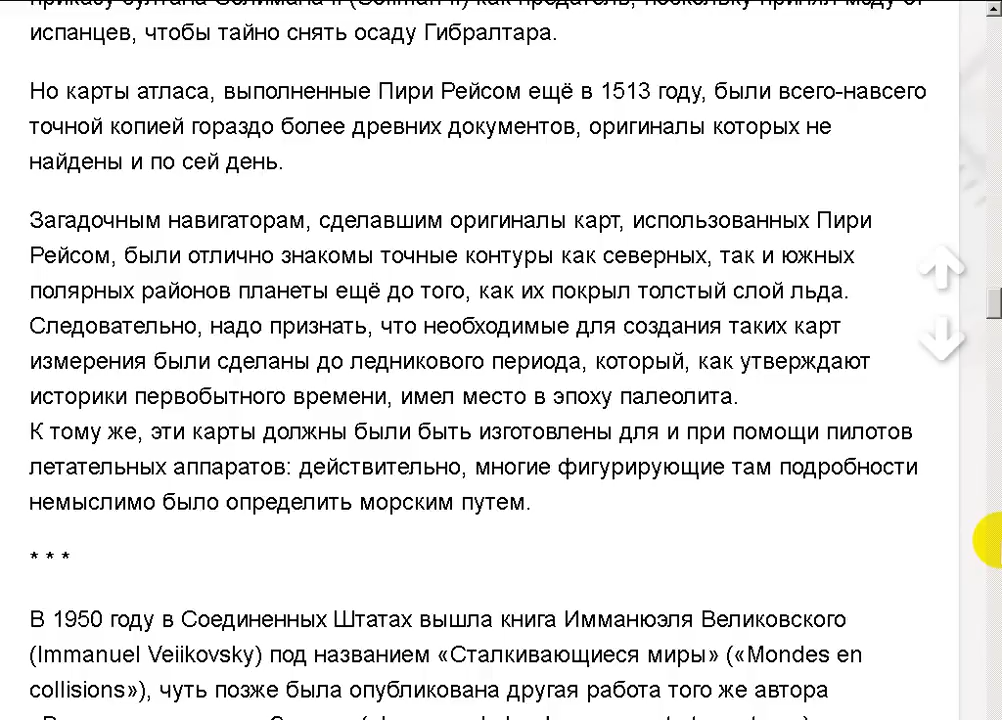 испанцев, чтобы тайно снять осаду Гибралтара.
Но карты атласа, выполненные Пири Рейсом ещё в 1513 году, были всего-навсего
точной копией гораздо более древних документов, оригиналы которых не
найдены и по сей день.
Загадочным навигаторам, сделавшим оригиналы карт, использованных Пири
Рейсом, были отлично знакомы точные контуры как северных, так и южных
полярных районов планеты ещё до того, как их покрыл толстый слой льда.
Следовательно, надо признать, что необходимые для создания таких карт
измерения были сделаны до ледникового периода, который, как утверждают
историки первобытного времени, имел место в эпоху палеолита.
К тому же, эти карты должны были быть изготовлены для и при помощи пилотов
летательных аппаратов: действительно, многие фигурирующие там подробности
немыслимо было определить морским путем.
* * *
В 1950 году в Соединенных Штатах вышла книга Имманюэля Великовского
(Immanuel Veiikovsky) под названием «Сталкивающиеся миры» («Mondes en
collisions»), чуть позже была опубликована другая работа того же автора